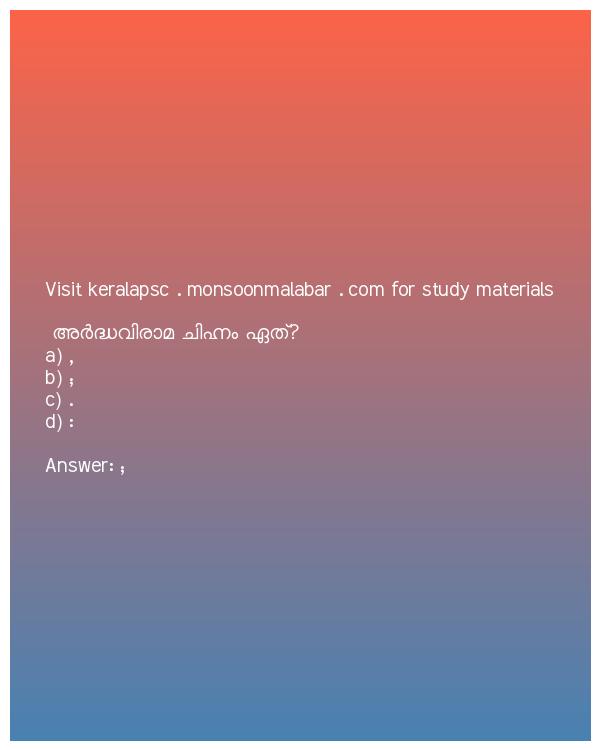 Visit keralapsc . monsoonmalabar . com for study materials
അർദ്ധവിരാമ ചിഹ്നം ഏത്?
a) ,
b) ;
c) .
d) :
Answer: ;